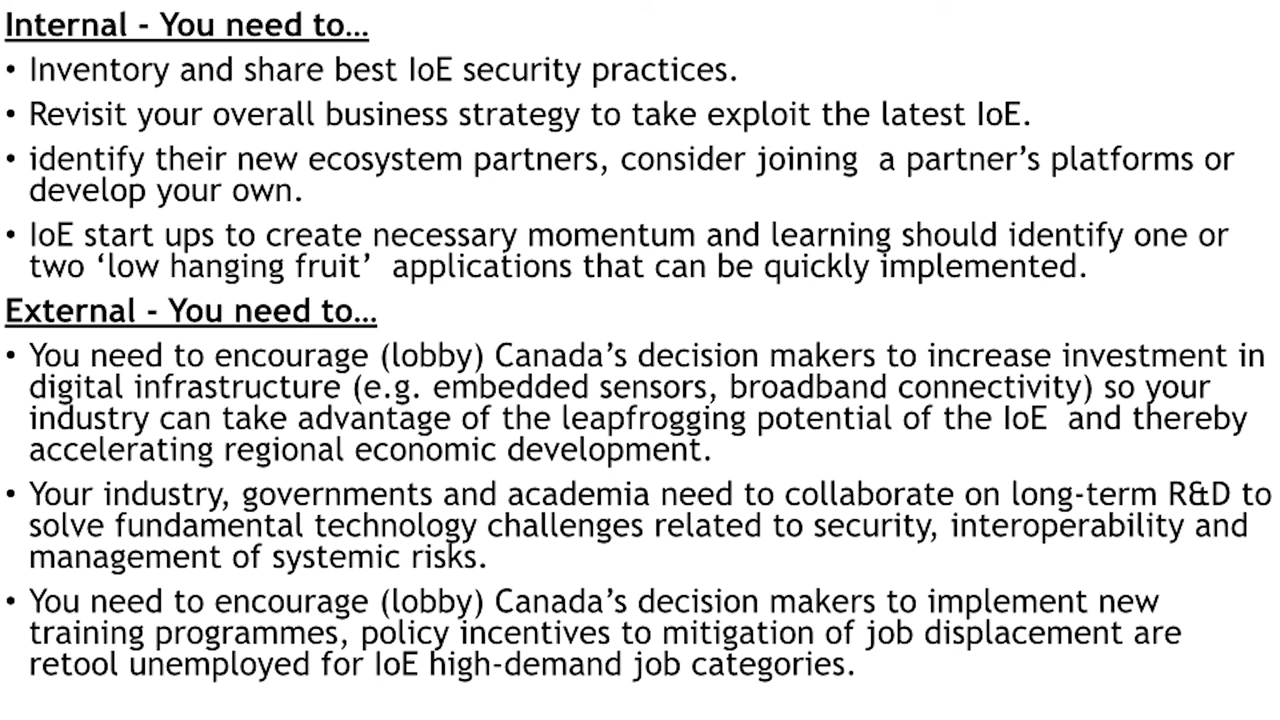 Internal - You need to…
• Inventory and share best IoE security practices.
• Revisit your overall business strategy to take exploit the latest IoE.
• identify their new ecosystem partners, consider joining  a partner’s platforms or
develop your own.
• IoE start ups to create necessary momentum and learning should identify one or
two ‘low hanging fruit’  applications that can be quickly implemented.
External - You need to…
• You need to encourage (lobby) Canada’s decision makers to increase investment in
digital infrastructure (e.g. embedded sensors, broadband connectivity) so your
industry can take advantage of the leapfrogging potential of the IoE  and thereby
accelerating regional economic development.
• Your industry, governments and academia need to collaborate on long-term R&D to
solve fundamental technology challenges related to security, interoperability and
management of systemic risks.
• You need to encourage (lobby) Canada’s decision makers to implement new
training programmes, policy incentives to mitigation of job displacement are
retool unemployed for IoE high-demand job categories.